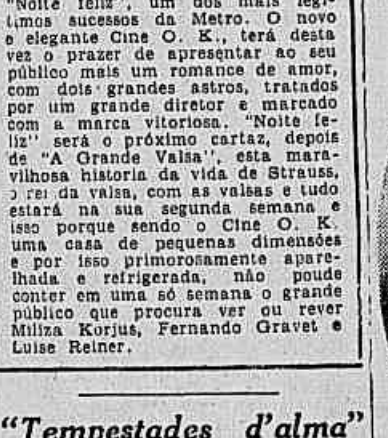 "Noite feliz", um dos mais legi-
timos sucessos da Metro. O novo
e elegante Cine O. K., terá desta
vez o prazer de apresentar ao seu
público mais um romance de amor,
com dois grandes astros, tratados
por um grande diretor e marcado
com a marca vitoriosa. "Noite fe-
liz" será o próximo cartaz, depois
de "A Grande Valsa", esta mara-
vilhosa historia da vida de Strauss,
o rei da valsa, com as valsas e tudo
estará na sua segunda semana e
isso porque sendo o Cine O. K.
uma casa de pequenas dimensões
e por isso primorosamente apare-
lhada e refrigerada, não poude
conter em uma só semana o grande
público que procura ver ou rever
Miliza Korjus, Fernando Gravet e
Luise Reiner.
"Tempestades d'alma"